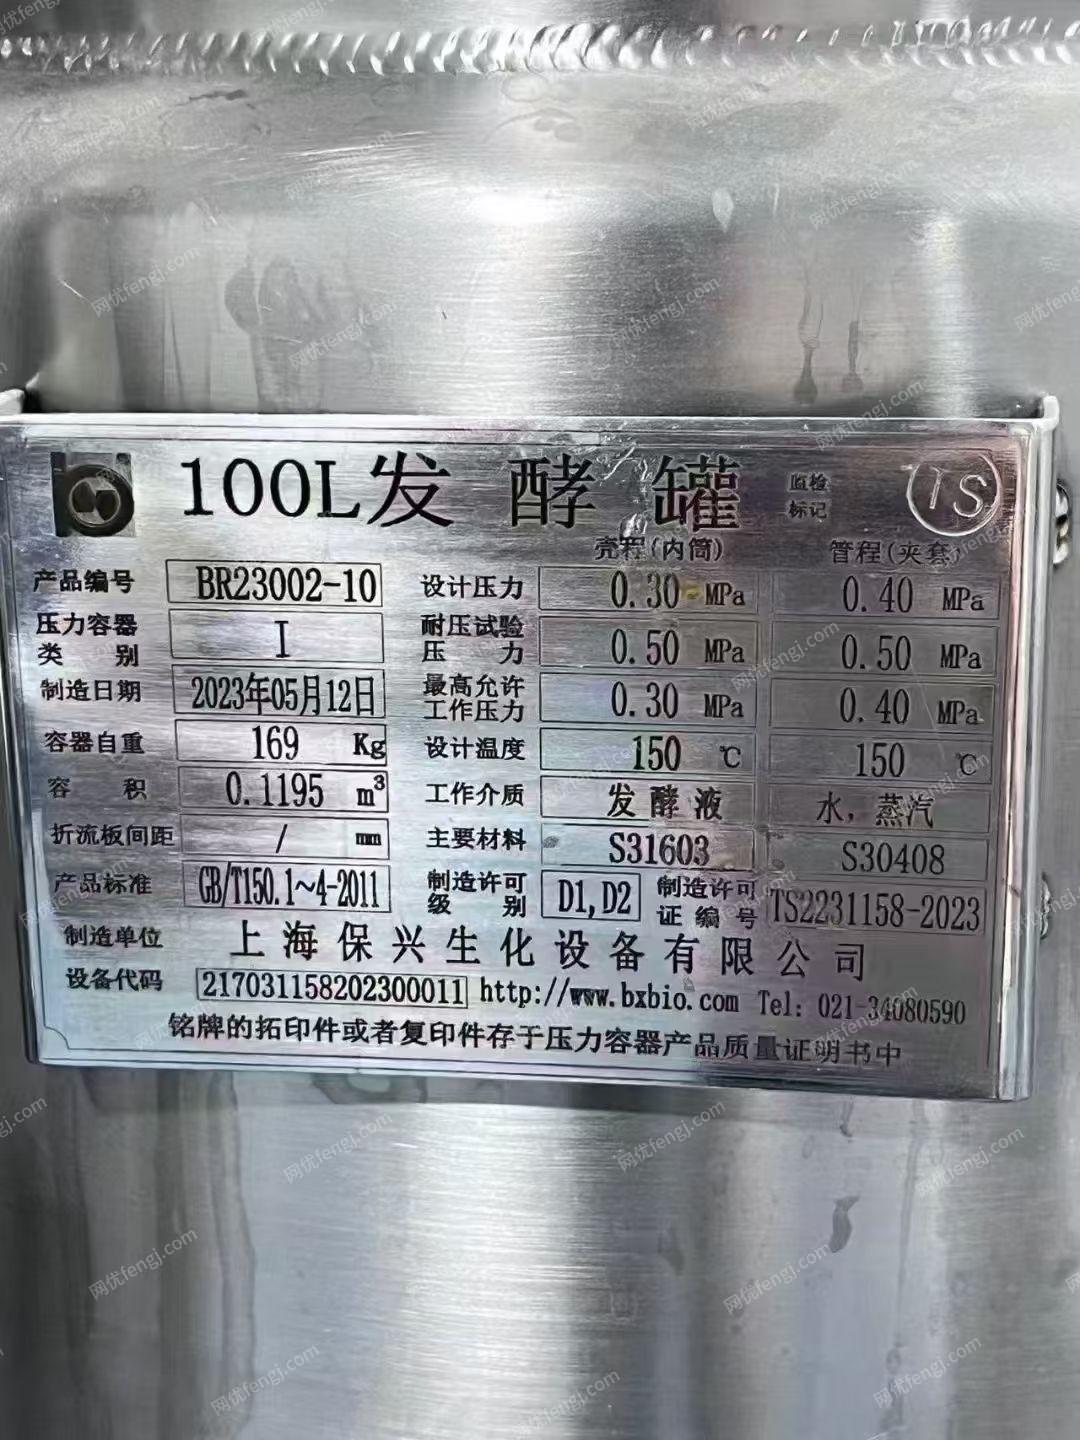 100L发酵罐 监检标记 TS
壳程(内筒) 管程(夹套)
产品编号 BR23002-10 设计压力 0.30 MPa 0.40 MPa
压力容器类别 I 耐压试验压力 0.50 MPa 0.50 MPa
制造日期 2023年05月12日 最高允许工作压力 0.30 MPa 0.40 MPa
容器自重 169 Kg 设计温度 150 ℃ 150 ℃
容积 0.1195 m³ 工作介质 发酵液 水，蒸汽
折流板间距 / mm 主要材料 S31603 S30408
产品标准 GB/T150.1~4-2011 制造许可级别 D1,D2 制造许可证编号 TS2231158-2023
制造单位 上海保兴生化设备有限公司
设备代码 217031158202300011 http://www.bxbio.com Tel: 021-34080590
铭牌的拓印件或者复印件存于压力容器产品质量证明书中
网优fengj.com